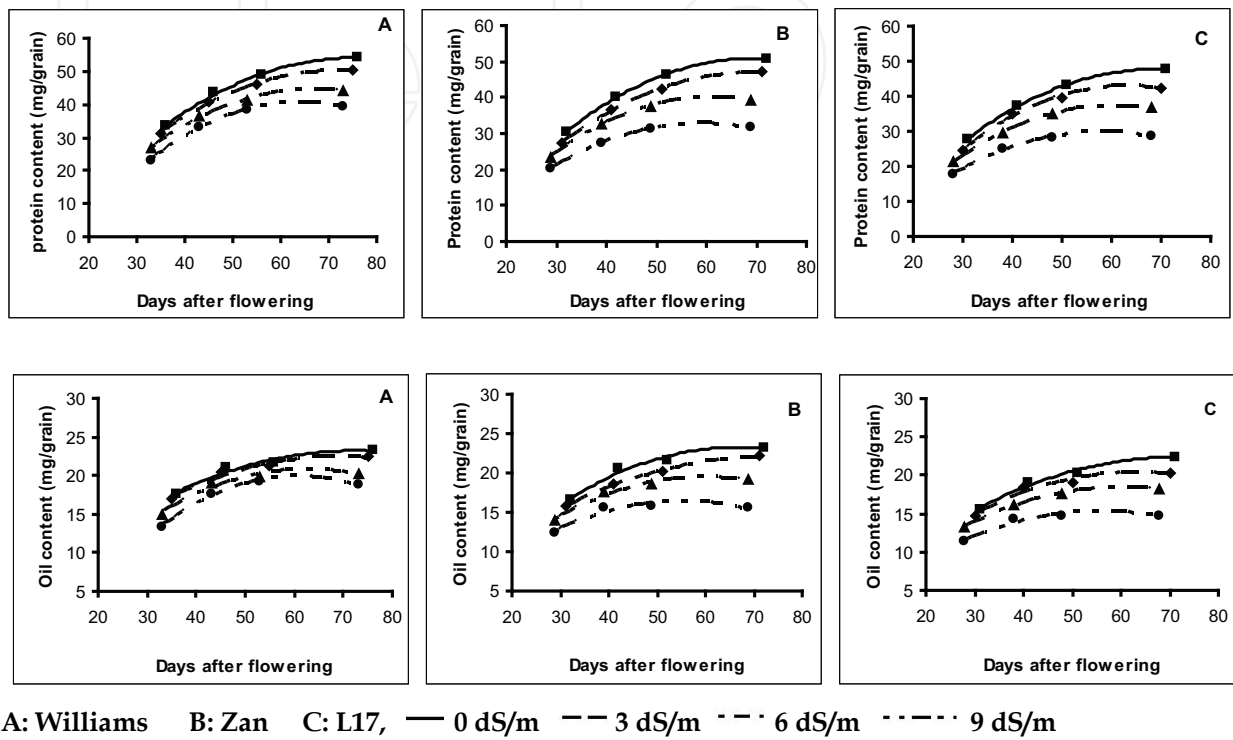 A
protein content (mg/grain)
60
50
40
30
20
10
0
20 30 40 50 60 70 80
Days after flowering
B
Protein content (mg/grain)
60
50
40
30
20
10
0
20 30 40 50 60 70 80
Days after flowering
C
Protein content (mg/grain)
60
50
40
30
20
10
0
20 30 40 50 60 70 80
Days after flowering
A
Oil content (mg/grain)
30
25
20
15
10
5
20 30 40 50 60 70 80
Days after flowering
B
Oil content (mg/grain)
30
25
20
15
10
5
20 30 40 50 60 70 80
Days after flowering
C
Oil content (mg/grain)
30
25
20
15
10
5
20 30 40 50 60 70 80
Days after flowering
A: Williams B: Zan C: L17, 0 dS/m 3 dS/m 6 dS/m 9 dS/m